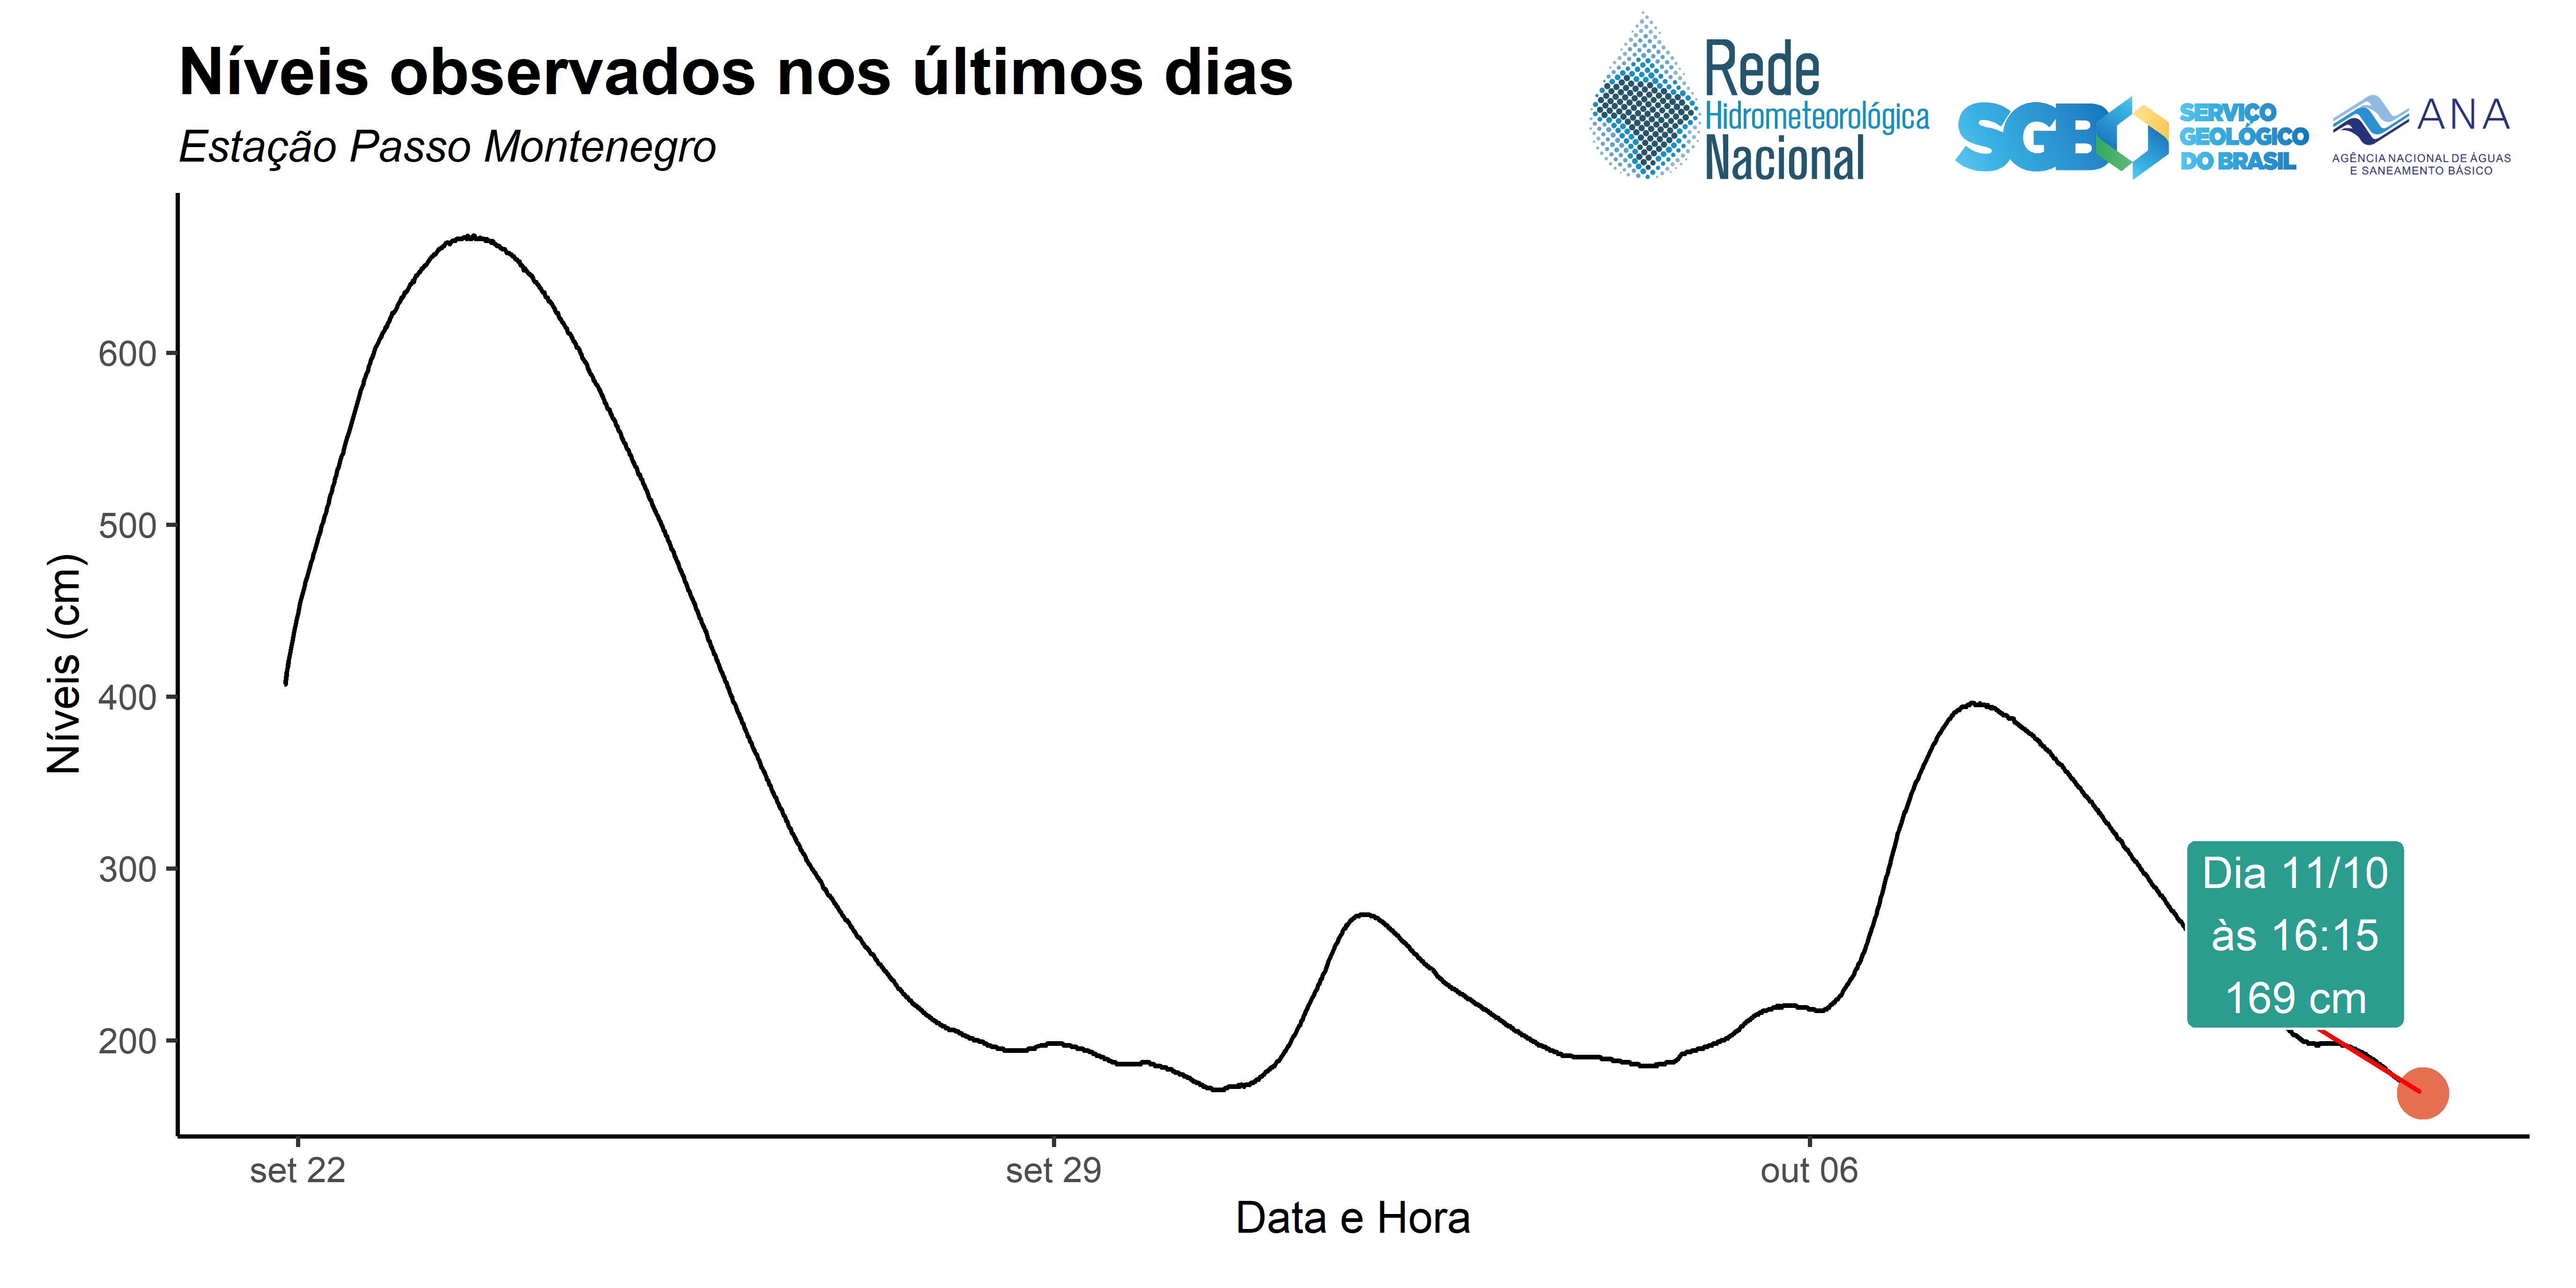 Níveis observados nos últimos dias
Estação Passo Montenegro
Rede
Hidrometeorológica
Nacional
SGB
SERVIÇO
GEOLÓGICO
DO BRASIL
ANA
AGÊNCIA NACIONAL DE ÁGUAS
E SANEAMENTO BÁSICO
Níveis (cm)
600
500
400
300
200
Dia 11/10
às 16:15
169 cm
set 22
set 29
out 06
Data e Hora